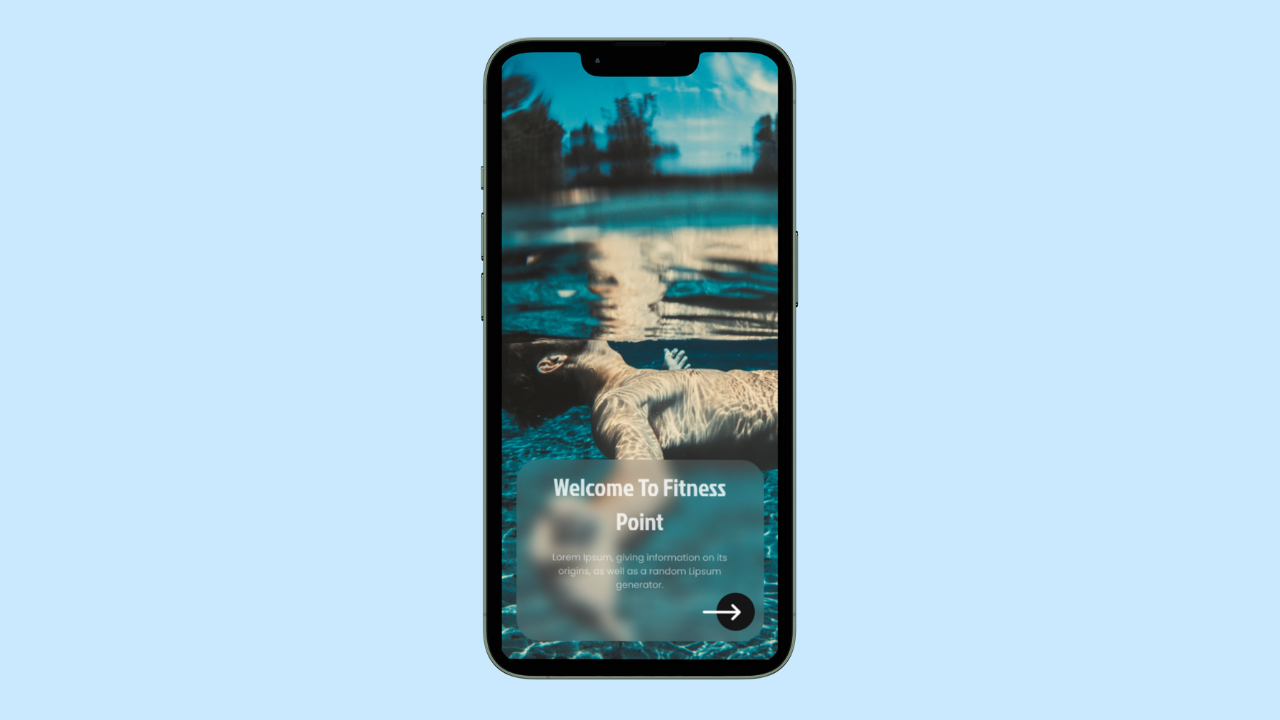 Welcome To Fitness
Point
Lorem Ipsum, giving information on its
origins, as well as a random Lipsum
generator.